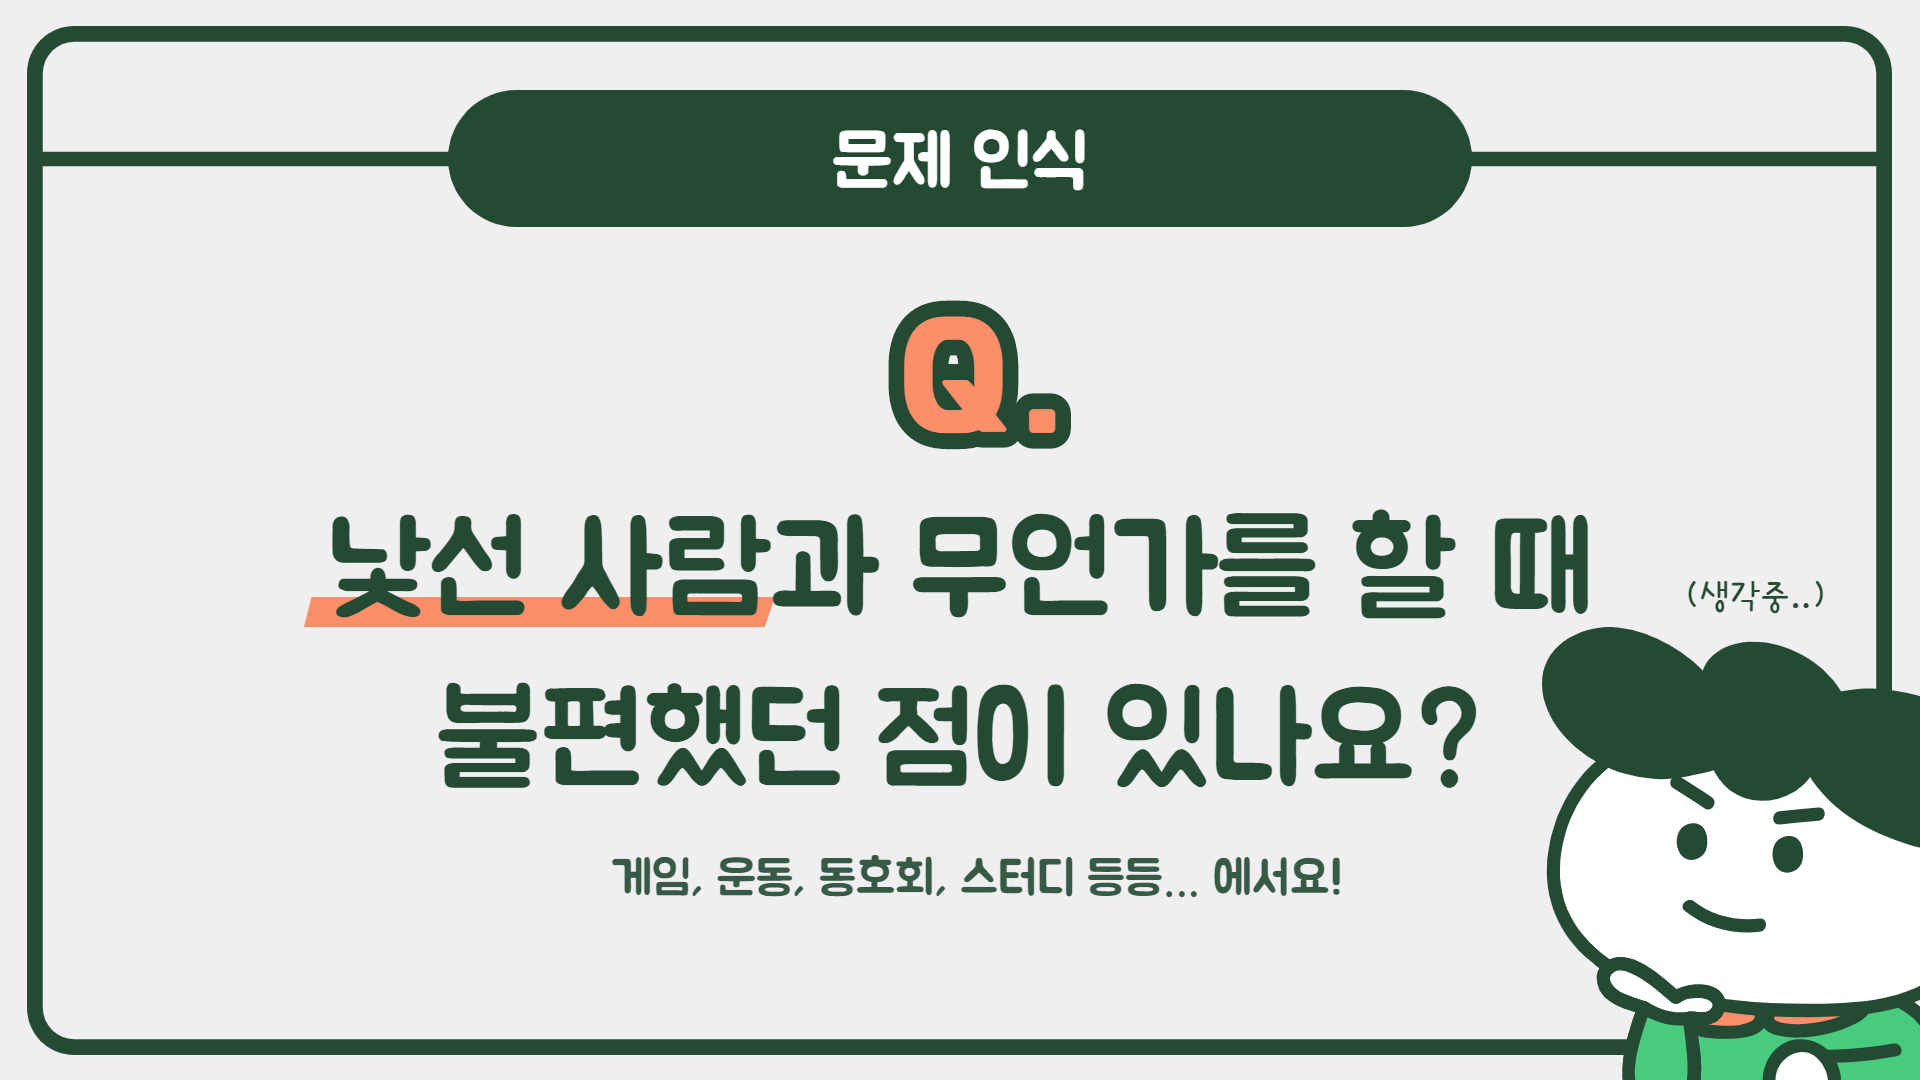 문제 인식
Q.
낯선 사람과 무언가를 할 때
(생각중..)
불편했던 점이 있나요?
게임, 운동, 동호회, 스터디 등등... 에서요!